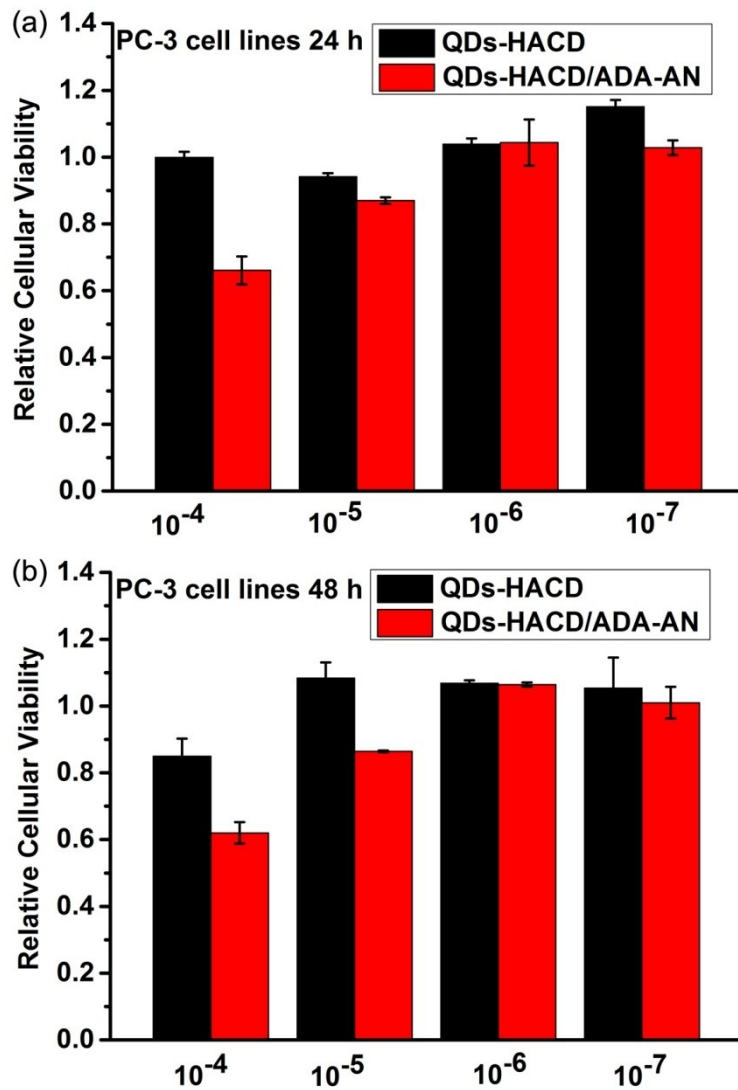 (a)
PC-3 cell lines 24 h
QDs-HACD
QDs-HACD/ADA-AN
Relative Cellular Viability
1.4
1.2
1.0
0.8
0.6
0.4
0.2
0.0
10⁻⁴ 10⁻⁵ 10⁻⁶ 10⁻⁷
(b)
PC-3 cell lines 48 h
QDs-HACD
QDs-HACD/ADA-AN
Relative Cellular Viability
1.4
1.2
1.0
0.8
0.6
0.4
0.2
0.0
10⁻⁴ 10⁻⁵ 10⁻⁶ 10⁻⁷